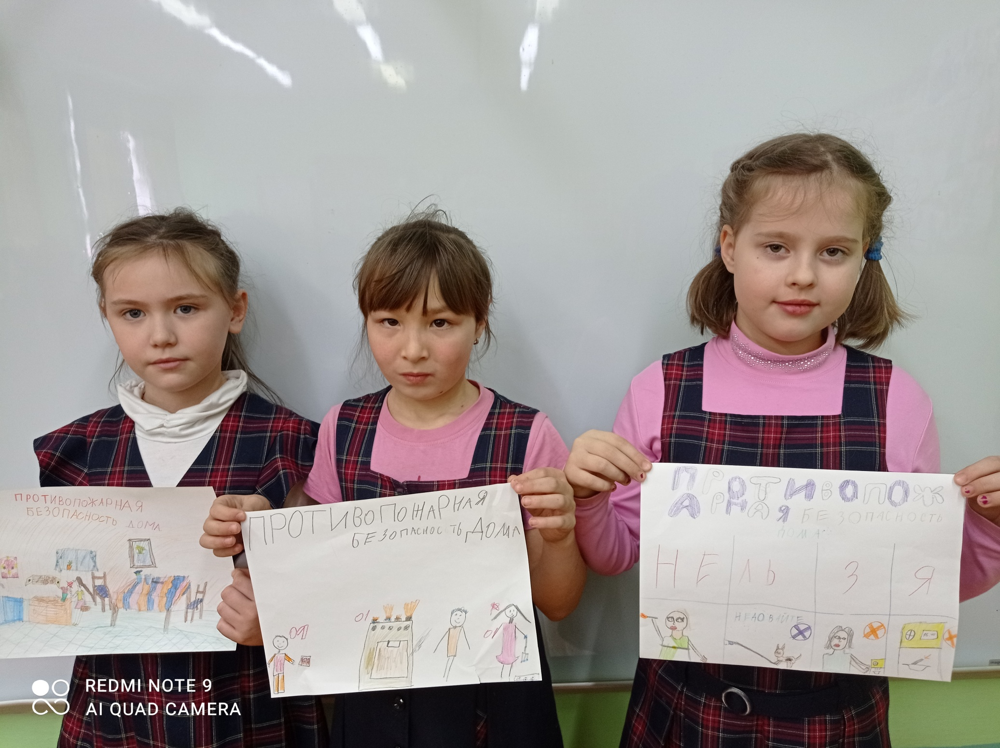 ПРОТИВОПОЖАРНАЯ
БЕЗОПАСНОСТЬ ДОМА
ПРОТИВОПОЖАРНАЯ
БЕЗОПАСНОСТЬ ДОМА
01
01
01
ПРОТИВОПОЖ
АРНАЯ БЕЗОПАСНОСТЬ
ДОМА
НЕЛЬЗЯ
REDMI NOTE 9
AI QUAD CAMERA